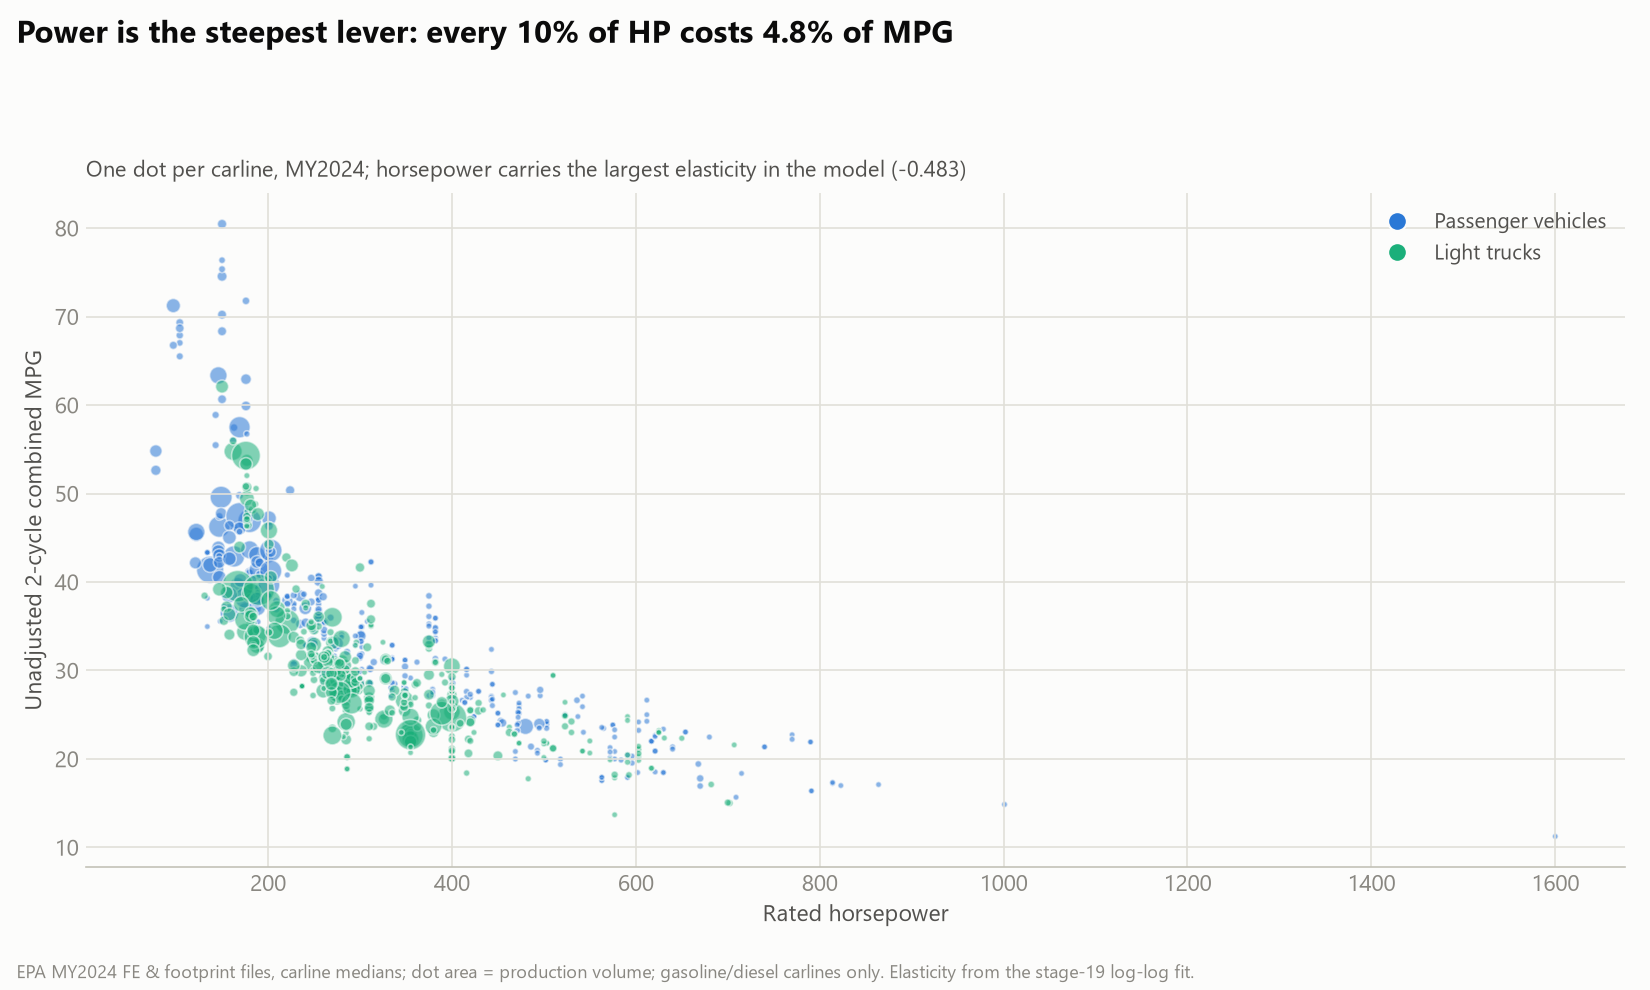 Power is the steepest lever: every 10% of HP costs 4.8% of MPG
One dot per carline, MY2024; horsepower carries the largest elasticity in the model (-0.483)
Passenger vehicles
Light trucks
Unadjusted 2-cycle combined MPG
80
70
60
50
40
30
20
10
200
400
600
800
1000
1200
1400
1600
Rated horsepower
EPA MY2024 FE & footprint files, carline medians; dot area = production volume; gasoline/diesel carlines only. Elasticity from the stage-19 log-log fit.